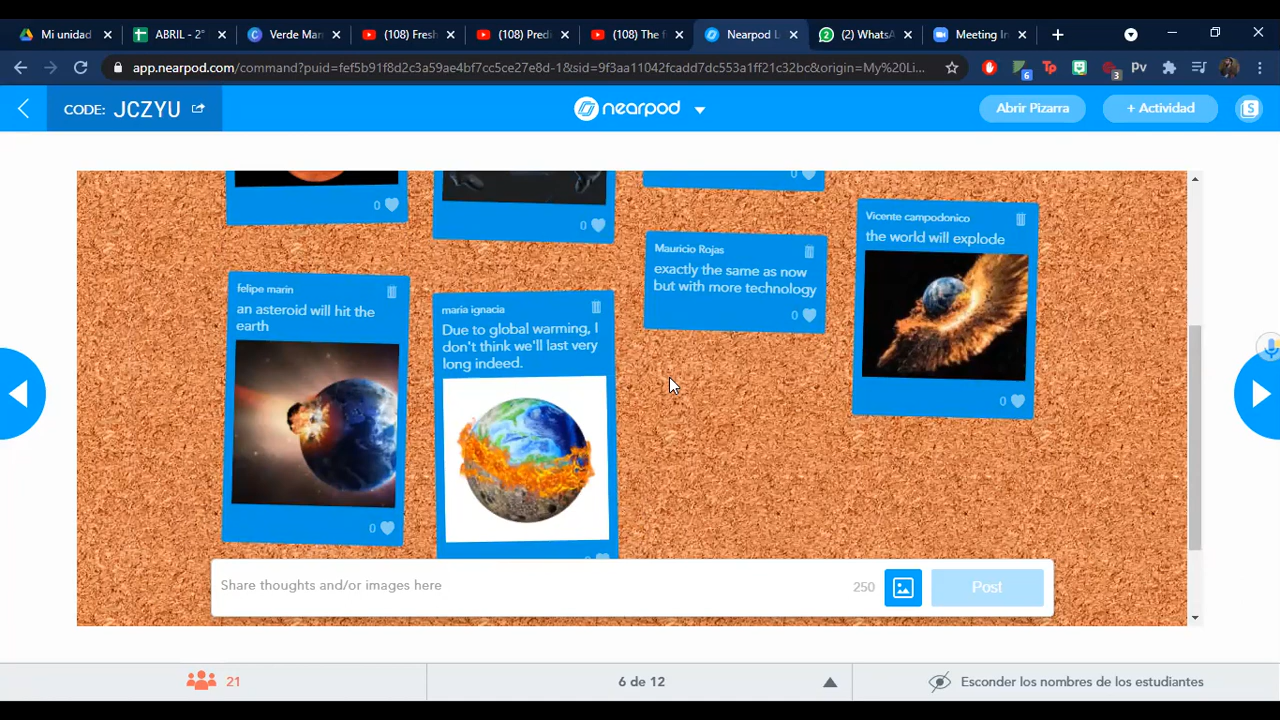 Mi unidad
ABRIL - 2°
Verde Mar
(108) Fresh
(108) Predi
(108) The f
Nearpod L
(2) WhatsA
Meeting In
app.nearpod.com/command?puid=fef5b91f8d2c3a59ae4bf7cc5ce27e8d-1&sid=9f3aa11042fcadd7dc553a1ff21c32bc&origin=My%20Li...
6
Tp
3
Pv
CODE: JCZYU
nearpod
Abrir Pizarra
+ Actividad
S
0
0
0
Vicente campodonico
the world will explode
0
Mauricio Rojas
exactly the same as now
but with more technology
0
felipe marin
an asteroid will hit the
earth
0
maria ignacia
Due to global warming, I
don't think we'll last very
long indeed.
Share thoughts and/or images here
250
Post
21
6 de 12
Esconder los nombres de los estudiantes